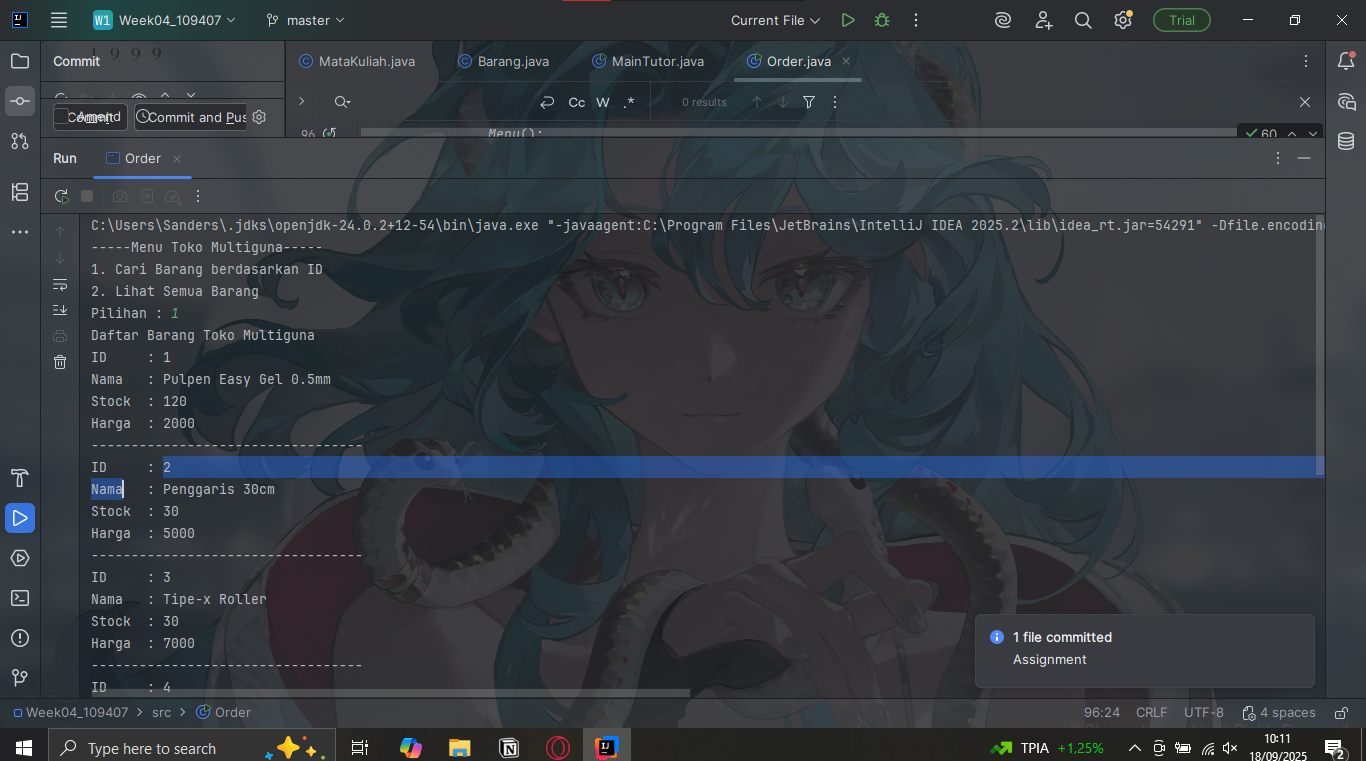 W1 Week04_109407 master Current File Trial
Commit
MataKuliah.java Barang.java MainTutor.java Order.java
Cc W .* 0 results
Amend
Commit Commit and Pus
96 Menu(); 60
Run Order
C:\Users\Sanders\.jdks\openjdk-24.0.2+12-54\bin\java.exe "-javaagent:C:\Program Files\JetBrains\IntelliJ IDEA 2025.2\lib\idea_rt.jar=54291" -Dfile.encoding
-----Menu Toko Multiguna-----
1. Cari Barang berdasarkan ID
2. Lihat Semua Barang
Pilihan : 1
Daftar Barang Toko Multiguna
ID : 1
Nama : Pulpen Easy Gel 0.5mm
Stock : 120
Harga : 2000
----------------------------------
ID : 2
Nama : Penggaris 30cm
Stock : 30
Harga : 5000
----------------------------------
ID : 3
Nama : Tipe-x Roller
Stock : 30
Harga : 7000
----------------------------------
ID : 4
1 file committed
Assignment
Week04_109407 > src > Order 96:24 CRLF UTF-8 4 spaces
Type here to search TPIA +1,25% 10:11
18/09/2025 2